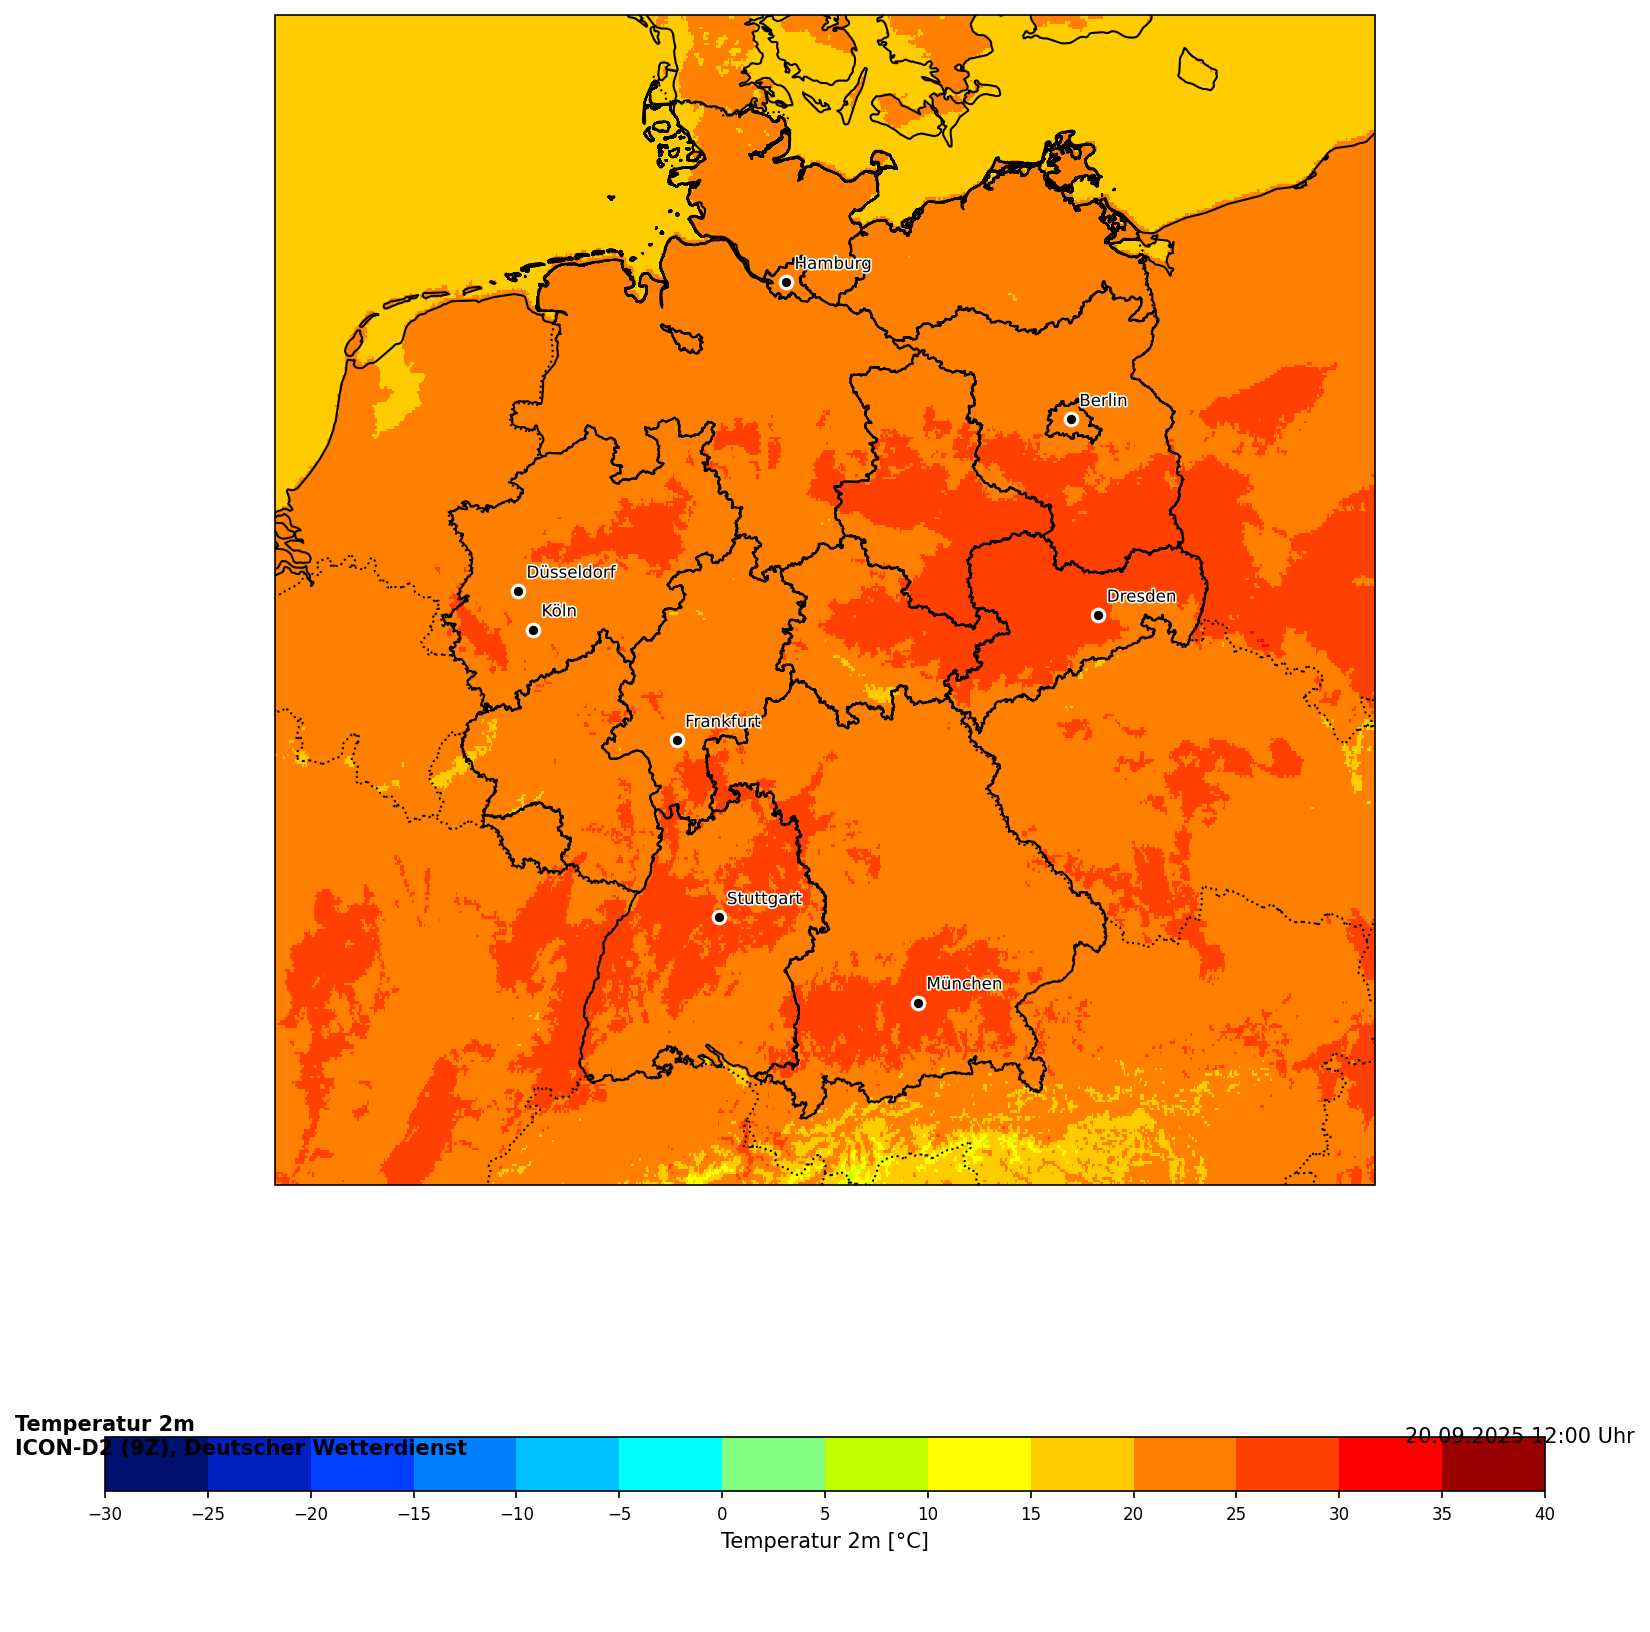 Hamburg
Berlin
Düsseldorf
Köln
Dresden
Frankfurt
Stuttgart
München
Temperatur 2m
ICON-D2 (9Z), Deutscher Wetterdienst
20.09.2025 12:00 Uhr
−30 −25 −20 −15 −10 −5 0 5 10 15 20 25 30 35 40
Temperatur 2m [°C]